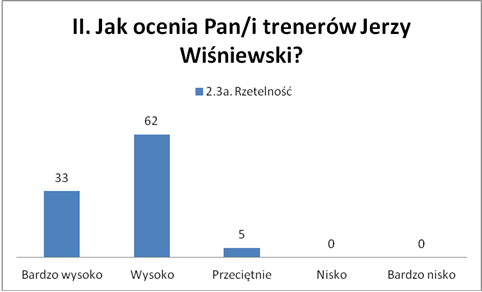 II. Jak ocenia Pan/i trenerów Jerzy
Wiśniewski?
2.3a. Rzetelność
33
62
5
0
0
Bardzo wysoko
Wysoko
Przeciętnie
Nisko
Bardzo nisko